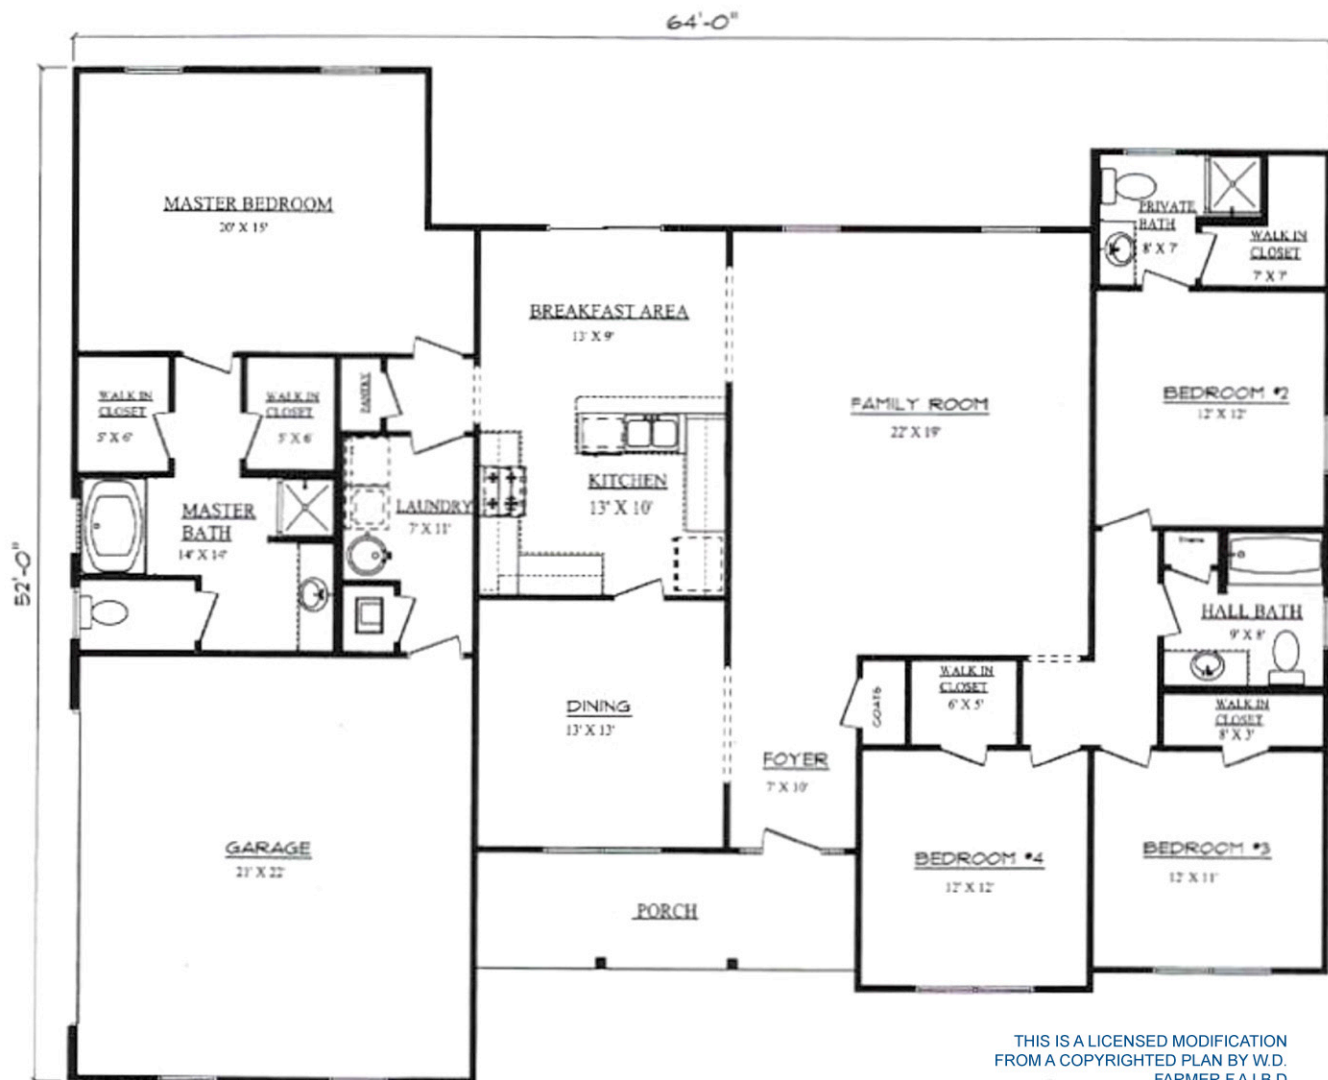 64'-0"
52'-0"
MASTER BEDROOM
20' X 15'
PRIVATE
BATH
8' X 7'
WALK IN
CLOSET
7' X 7'
BREAKFAST AREA
13' X 9'
WALK IN
CLOSET
5' X 6'
WALK IN
CLOSET
5' X 6'
PANTRY
FAMILY ROOM
22' X 19'
BEDROOM #2
12' X 12'
KITCHEN
13' X 10'
MASTER
BATH
14' X 14'
LAUNDRY
7' X 11'
HALL BATH
9' X 8'
DINING
13' X 13'
COATS
WALK IN
CLOSET
6' X 5'
WALK IN
CLOSET
8' X 3'
FOYER
7' X 10'
GARAGE
21' X 22'
BEDROOM #4
12' X 12'
BEDROOM #3
12' X 11'
PORCH
THIS IS A LICENSED MODIFICATION
FROM A COPYRIGHTED PLAN BY W.D.
FARMER F.A.I.B.D